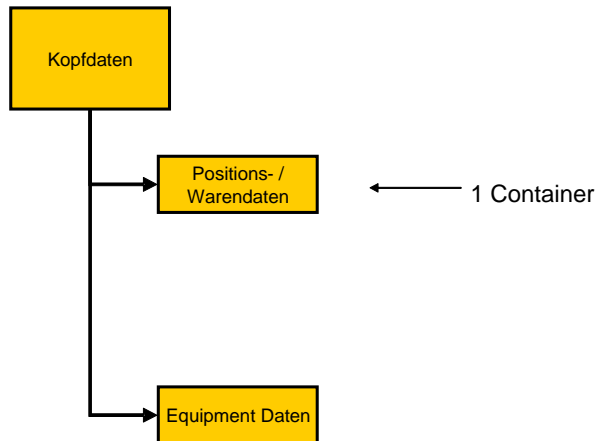 Kopfdaten
Positions- /
Warendaten
1 Container
Equipment Daten